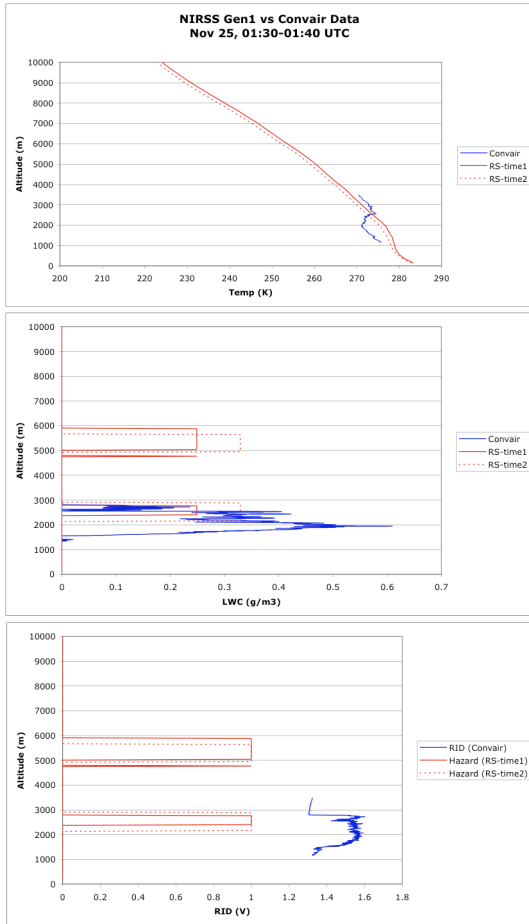 NIRSS Gen1 vs Convair Data
Nov 25, 01:30-01:40 UTC
10000
9000
8000
7000
6000
5000
4000
3000
2000
1000
0
Altitude (m)
200 210 220 230 240 250 260 270 280 290
Temp (K)
Convair
RS-time1
RS-time2
10000
9000
8000
7000
6000
5000
4000
3000
2000
1000
0
Altitude (m)
0 0.1 0.2 0.3 0.4 0.5 0.6 0.7
LWC (g/m3)
Convair
RS-time1
RS-time2
10000
9000
8000
7000
6000
5000
4000
3000
2000
1000
0
Altitude (m)
0 0.2 0.4 0.6 0.8 1 1.2 1.4 1.6 1.8
RID (V)
RID (Convair)
Hazard (RS-time1)
Hazard (RS-time2)